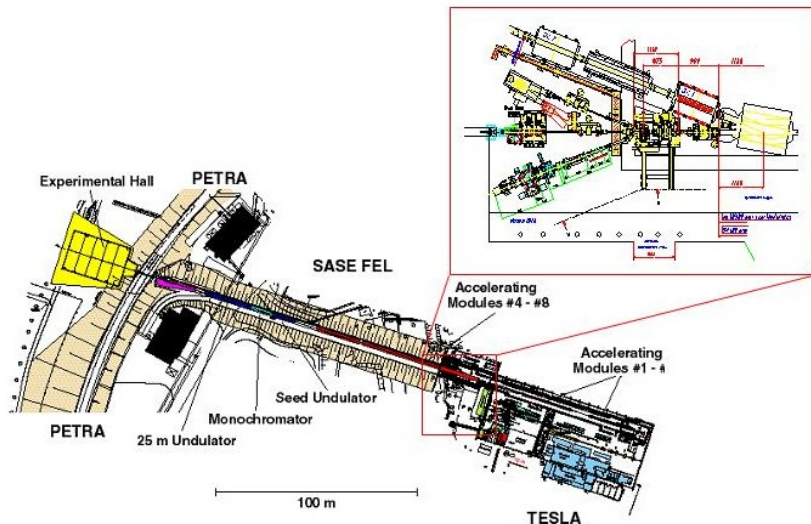 Experimental Hall
PETRA
SASE FEL
Accelerating
Modules #4 - #8
Accelerating
Modules #1 -
Seed Undulator
Monochromator
25 m Undulator
PETRA
100 m
TESLA